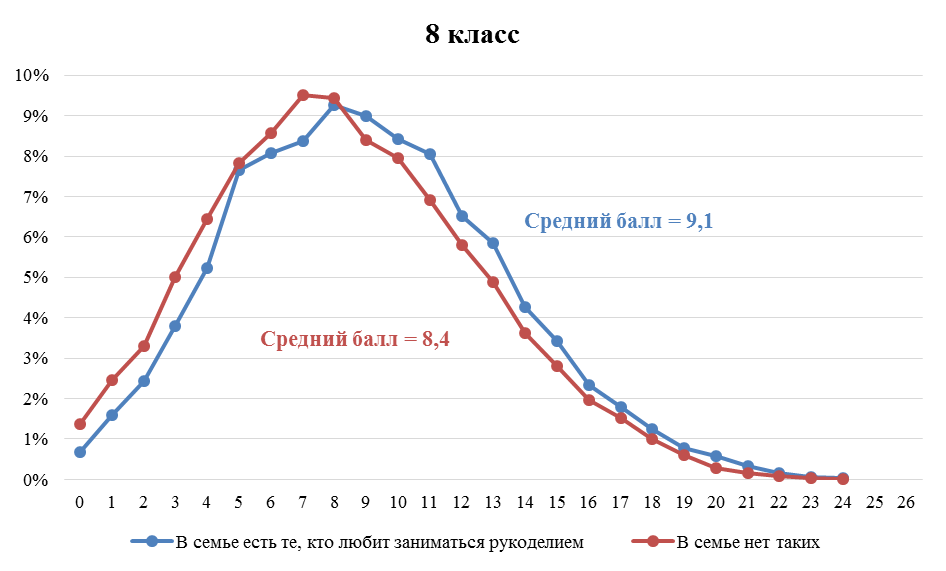 8 класс
10%
9%
8%
7%
6%
5%
4%
3%
2%
1%
0%
Средний балл = 9,1
Средний балл = 8,4
0 1 2 3 4 5 6 7 8 9 10 11 12 13 14 15 16 17 18 19 20 21 22 23 24 25 26
В семье есть те, кто любит заниматься рукоделием
В семье нет таких